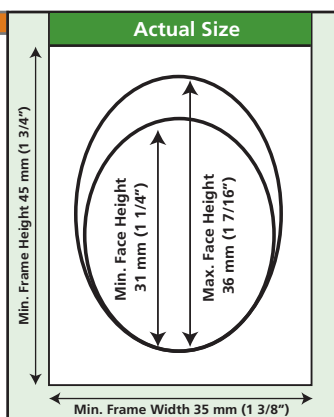 Actual Size
Min. Frame Height 45 mm (1 3/4”)
Min. Face Height
31 mm (1 1/4”)
Max. Face Height
36 mm (1 7/16”)
Min. Frame Width 35 mm (1 3/8”)